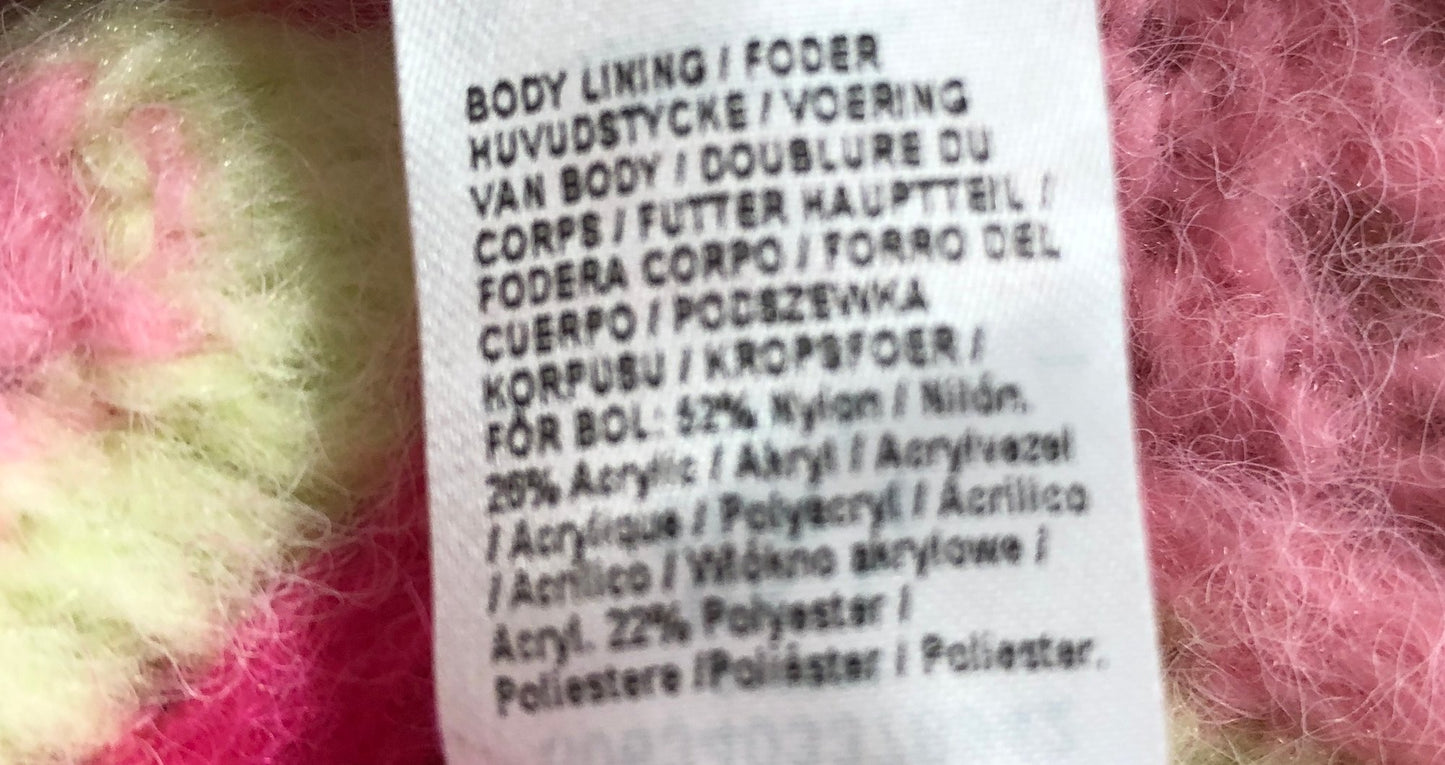 BODY LINING / FODER
HUVUDSTYCKE / VOERING
VAN BODY / DOUBLURE DU
CORPS / FUTTER HAUPTTEIL /
FODERA CORPO / FORRO DEL
CUERPO / PODSZEWKA
KORPUSU / KROPSFOER /
FÔR BOL: 52% Nylon / Nilón.
26% Acrylic / Akryl / Acrylvezel
/ Acrylique / Polyacryl / Acrilico
/ Acrílico / Włókno akrylowe /
Acryl. 22% Polyester /
Poliestere /Poliéster / Poliester.